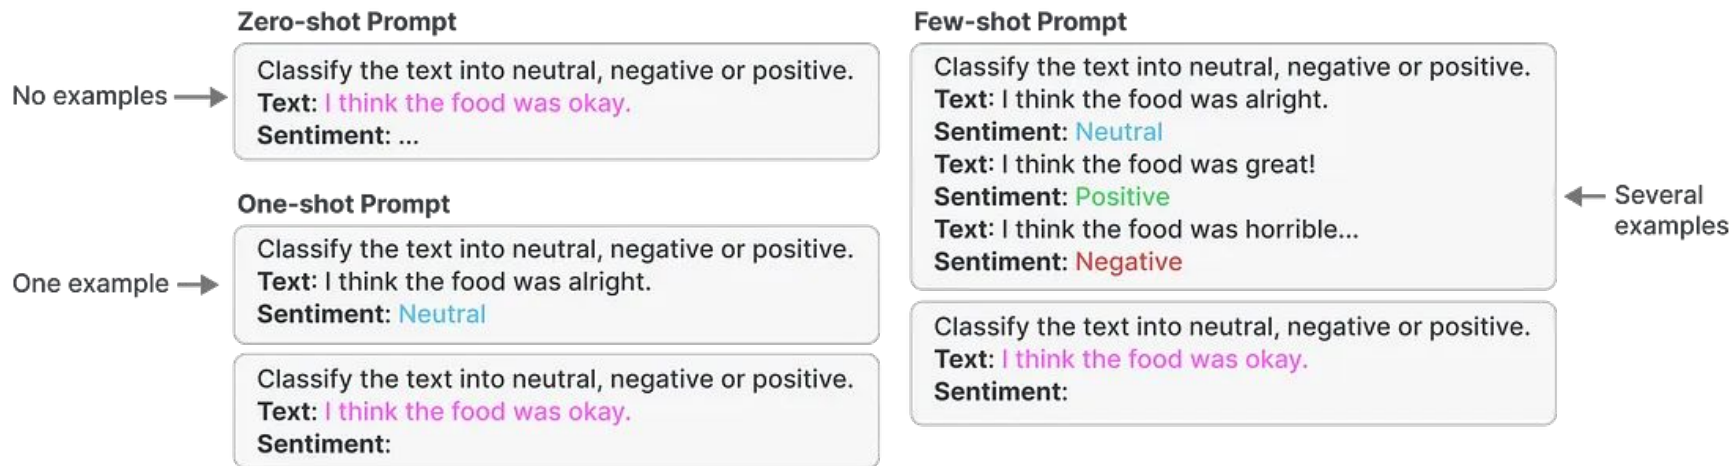 Zero-shot Prompt
No examples
Classify the text into neutral, negative or positive.
Text: I think the food was okay.
Sentiment: ...
One-shot Prompt
One example
Classify the text into neutral, negative or positive.
Text: I think the food was alright.
Sentiment: Neutral
Classify the text into neutral, negative or positive.
Text: I think the food was okay.
Sentiment:
Few-shot Prompt
Classify the text into neutral, negative or positive.
Text: I think the food was alright.
Sentiment: Neutral
Text: I think the food was great!
Sentiment: Positive
Text: I think the food was horrible...
Sentiment: Negative
Several
examples
Classify the text into neutral, negative or positive.
Text: I think the food was okay.
Sentiment: